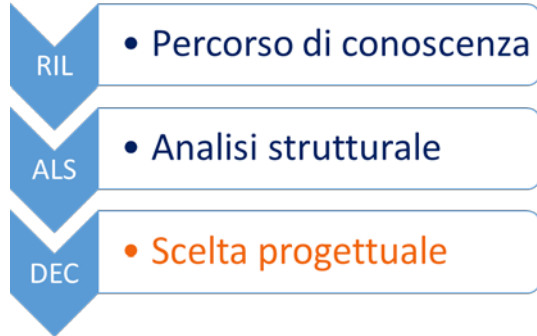 RIL
• Percorso di conoscenza
ALS
• Analisi strutturale
DEC
• Scelta progettuale